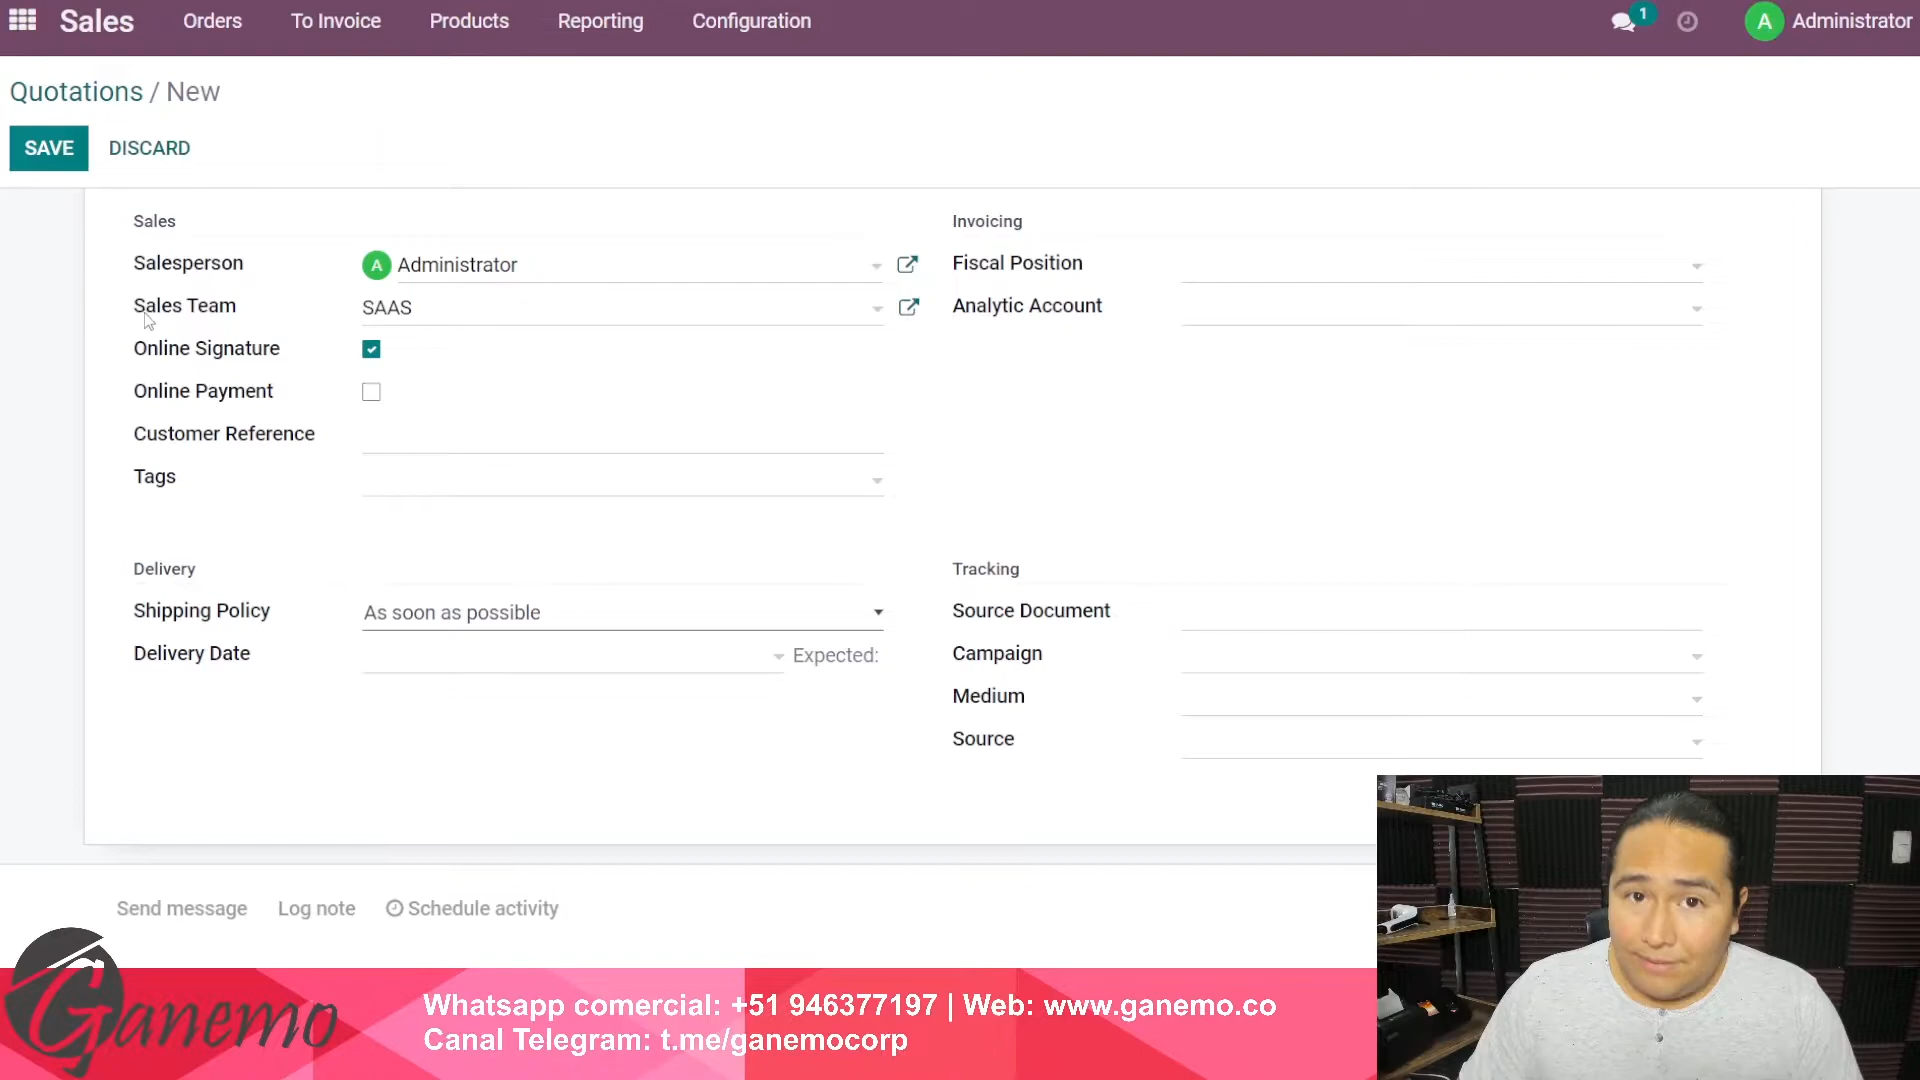 Sales Orders To Invoice Products Reporting Configuration 1 A Administrator
Quotations / New
SAVE DISCARD
Sales
Salesperson A Administrator
Sales Team SAAS
Online Signature
Online Payment
Customer Reference
Tags
Invoicing
Fiscal Position
Analytic Account
Delivery
Shipping Policy As soon as possible
Delivery Date Expected:
Tracking
Source Document
Campaign
Medium
Source
Send message Log note Schedule activity
Ganemo
Whatsapp comercial: +51 946377197 | Web: www.ganemo.co
Canal Telegram: t.me/ganemocorp